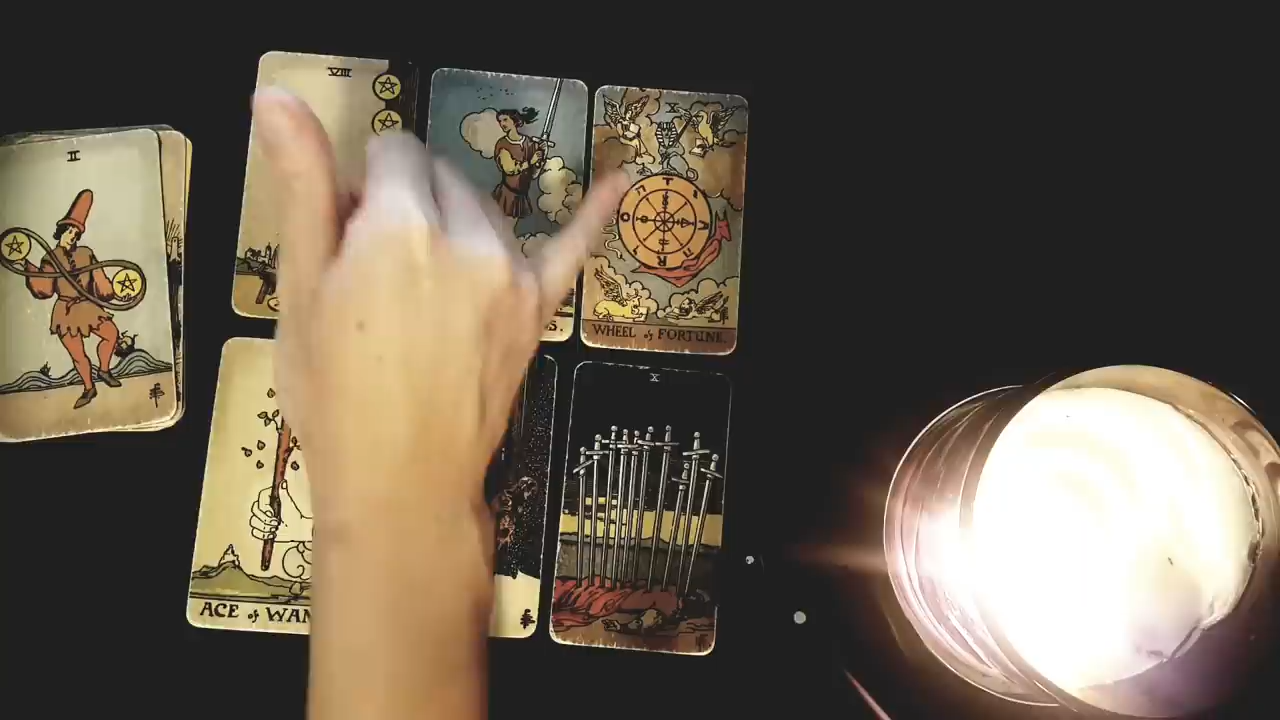 II
VIII
S.
X
WHEEL of FORTUNE.
ACE of WAN
X